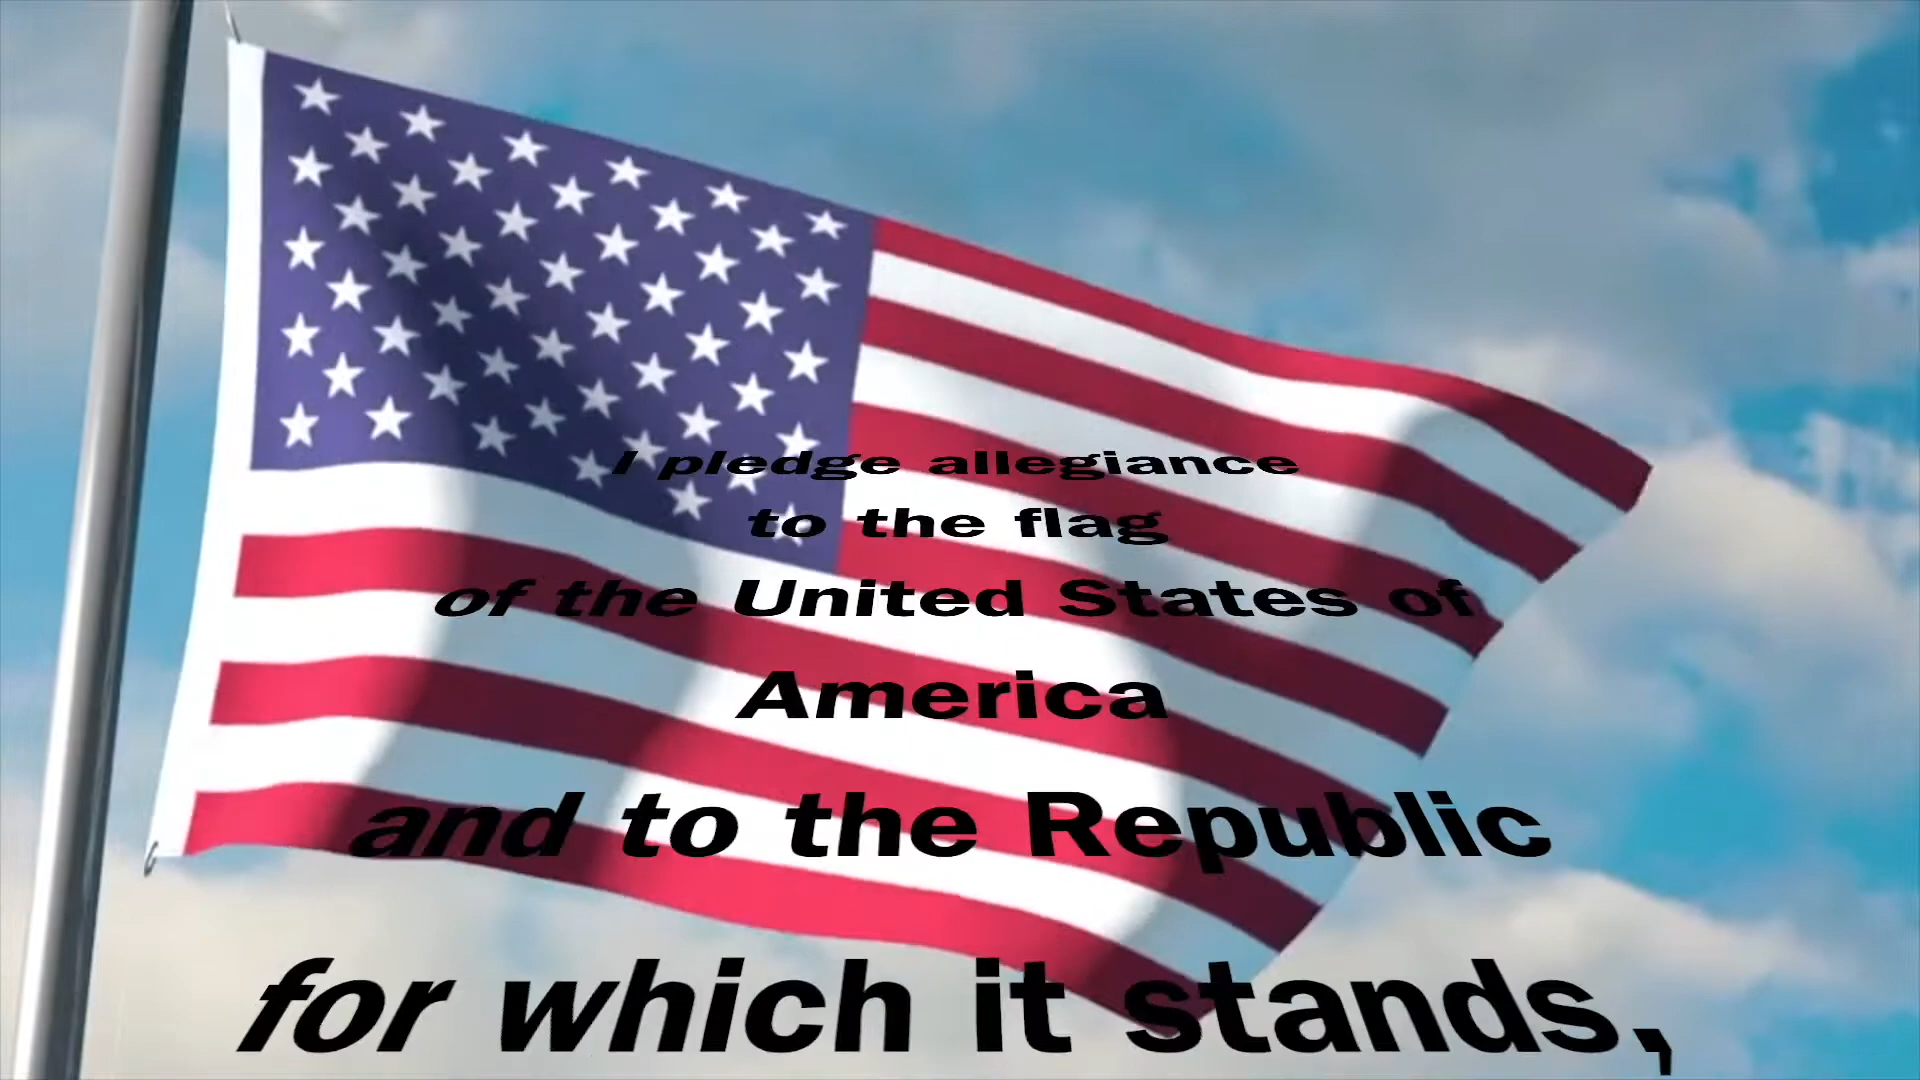 I pledge allegiance
to the flag
of the United States of
America
and to the Republic
for which it stands,